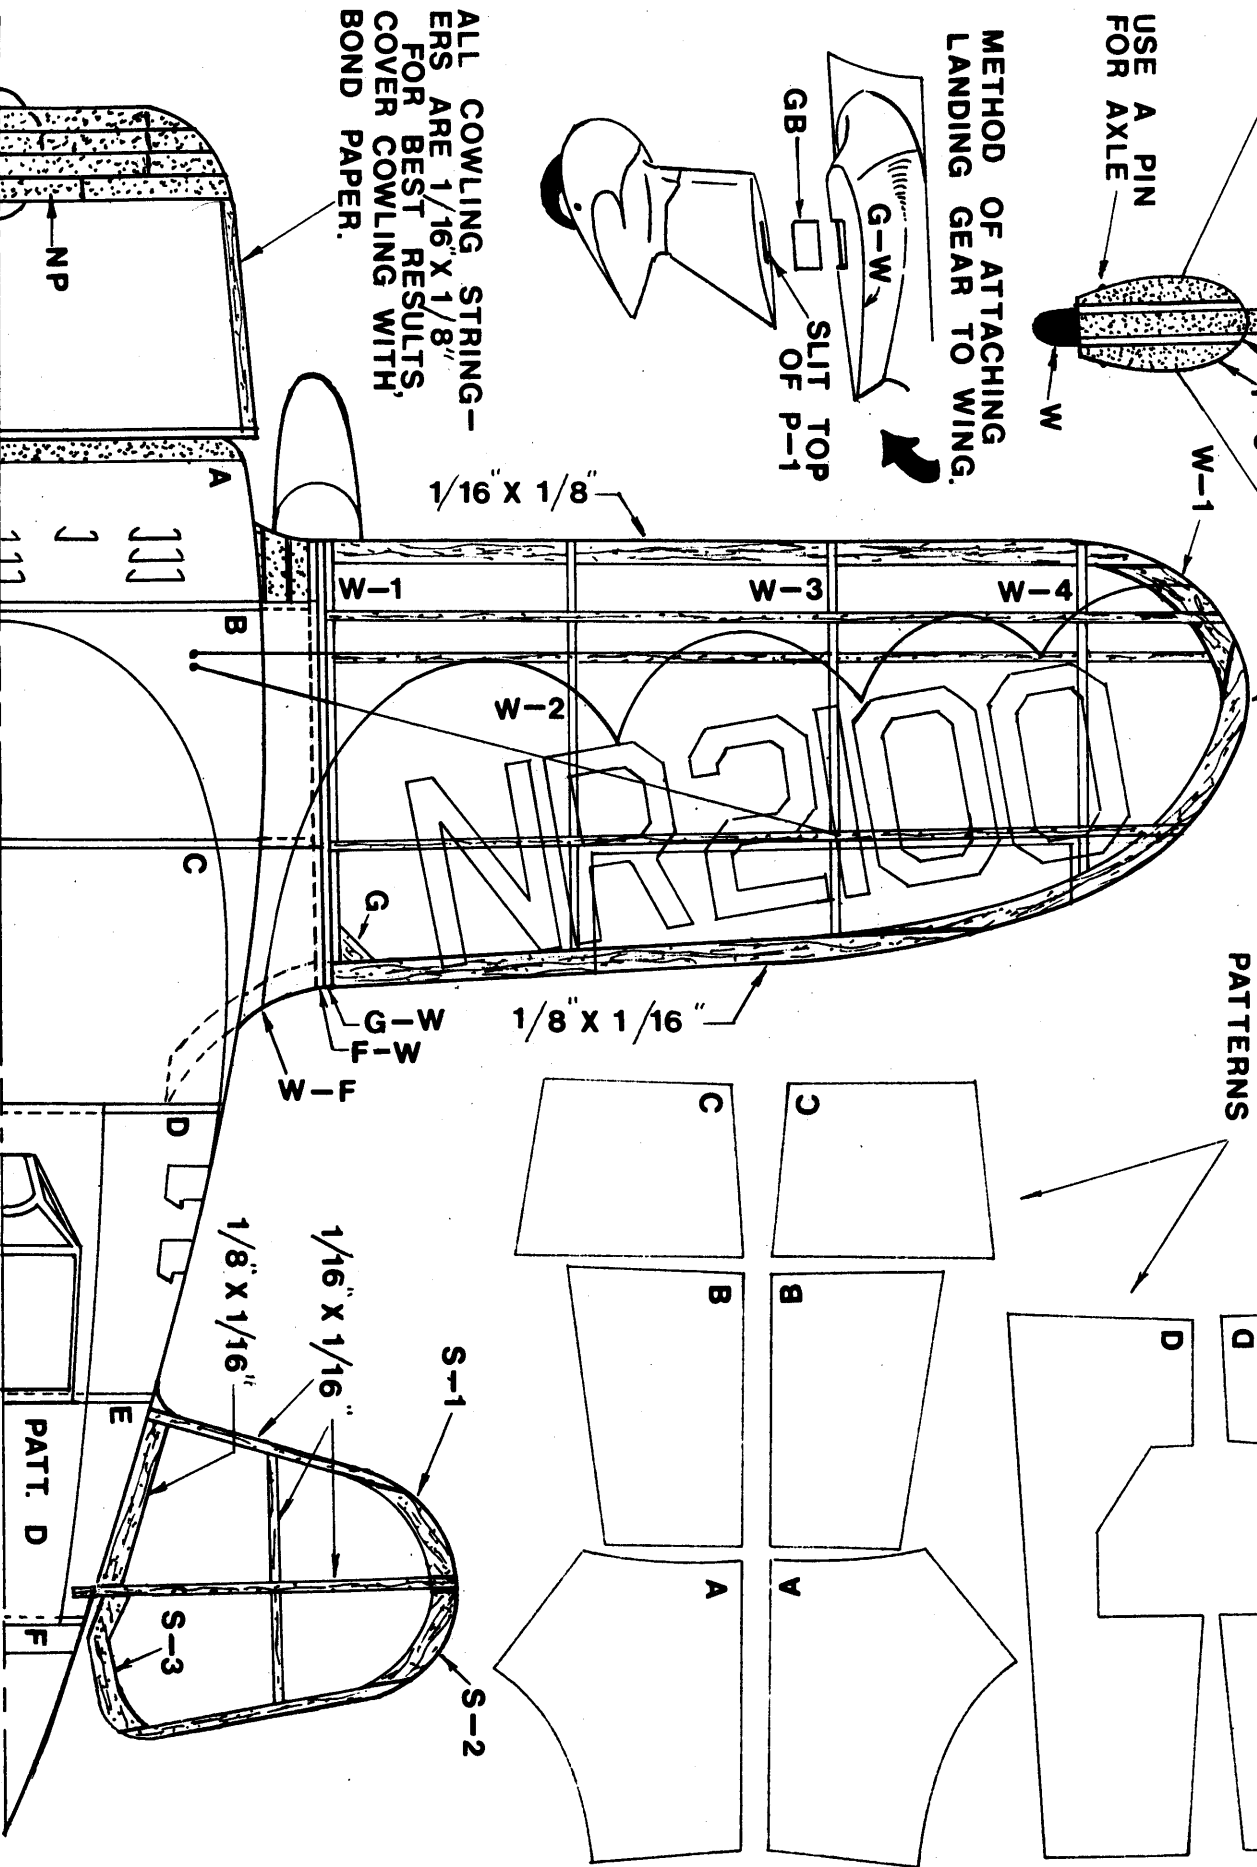 USE A PIN
FOR AXLE
W
METHOD OF ATTACHING
LANDING GEAR TO WING.
GB
G-W
SLIT TOP
OF P-1
ALL COWLING STRING-
ERS ARE 1/16"X 1/8"
FOR BEST RESULTS,
COVER COWLING WITH
BOND PAPER.
NP
1/16" X 1/8"
W-1
W-1
W-2
W-3
W-4
NR2100
A
B
C
D
E
F
G
G-W
F-W
W-F
1/8" X 1/16"
PATTERNS
C
C
B
B
A
A
D
D
1/16" X 1/16"
1/8" X 1/16"
S-1
S-2
S-3
PATT. D